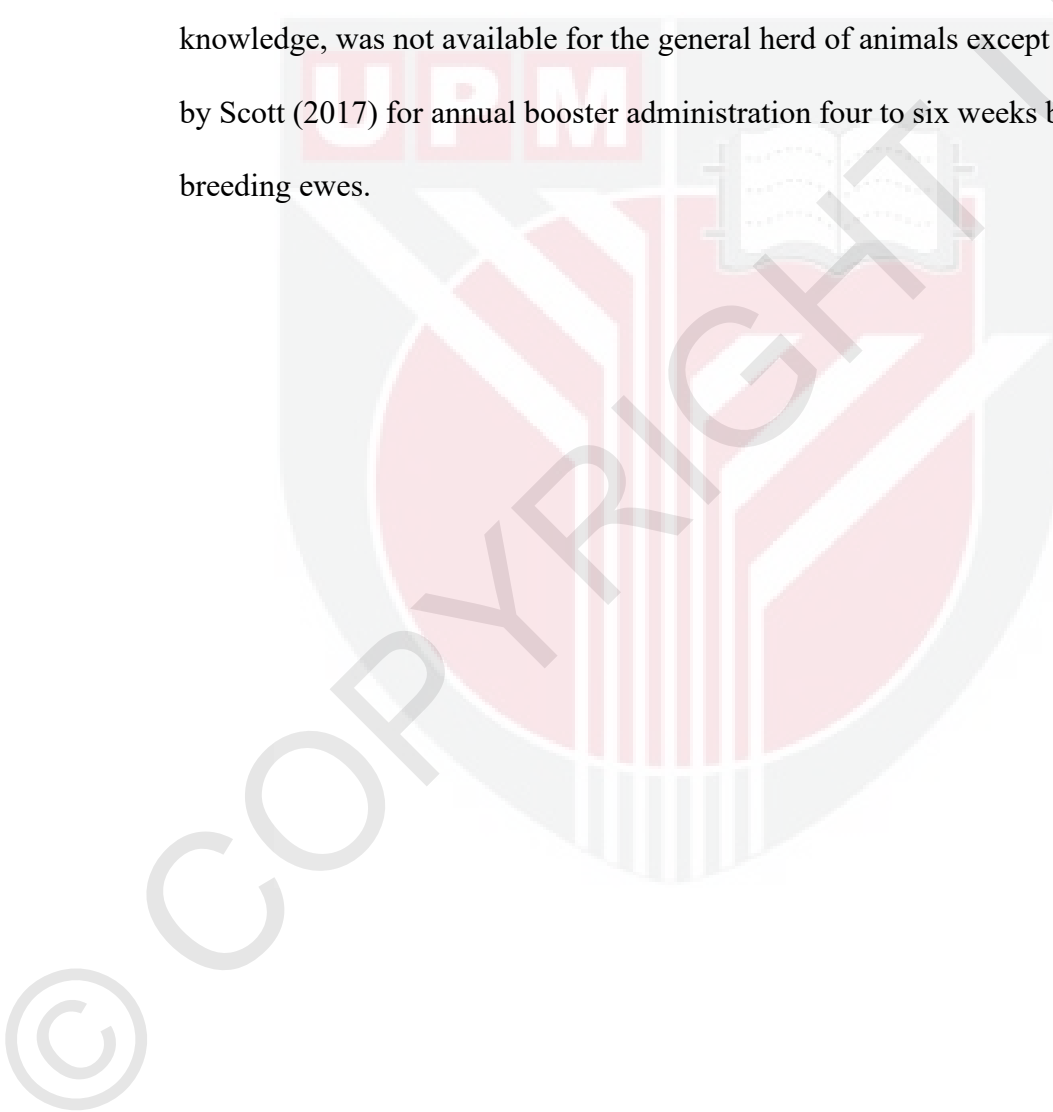 knowledge, was not available for the general herd of animals except
by Scott (2017) for annual booster administration four to six weeks
breeding ewes.
UPM
© COPYRIGHT